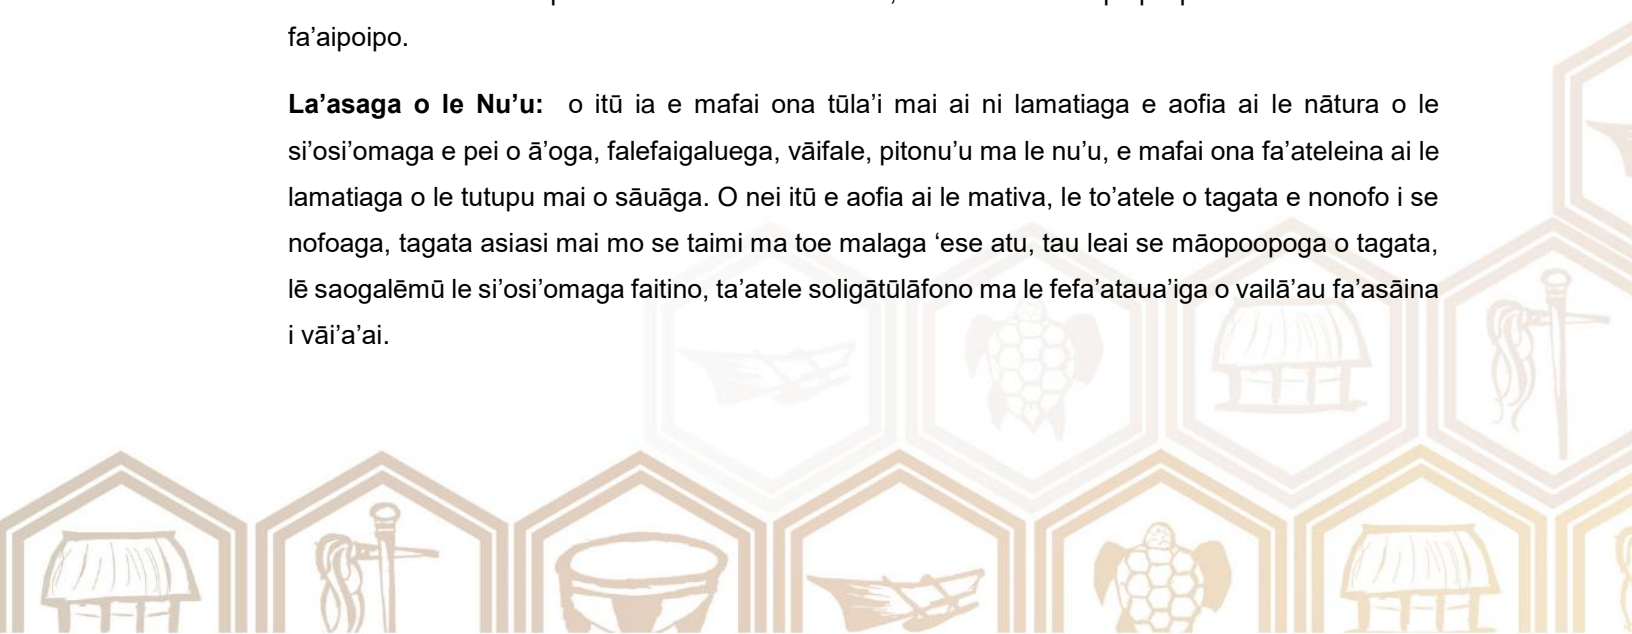 fa’aipoipo.
La’asaga o le Nu’u: o itū ia e mafai ona tūla’i mai ai ni lamatiaga e aofia ai le nātura o le
si’osi’omaga e pei o ā’oga, falefaigaluega, vāifale, pitonu’u ma le nu’u, e mafai ona fa’ateleina ai le
lamatiaga o le tutupu mai o sāuāga. O nei itū e aofia ai le mativa, le to’atele o tagata e nonofo i se
nofoaga, tagata asiasi mai mo se taimi ma toe malaga ‘ese atu, tau leai se māopoopoga o tagata,
lē saogalēmū le si’osi’omaga faitino, ta’atele soligātūlāfono ma le fefa’ataua’iga o vailā’au fa’asāina
i vāi’a’ai.